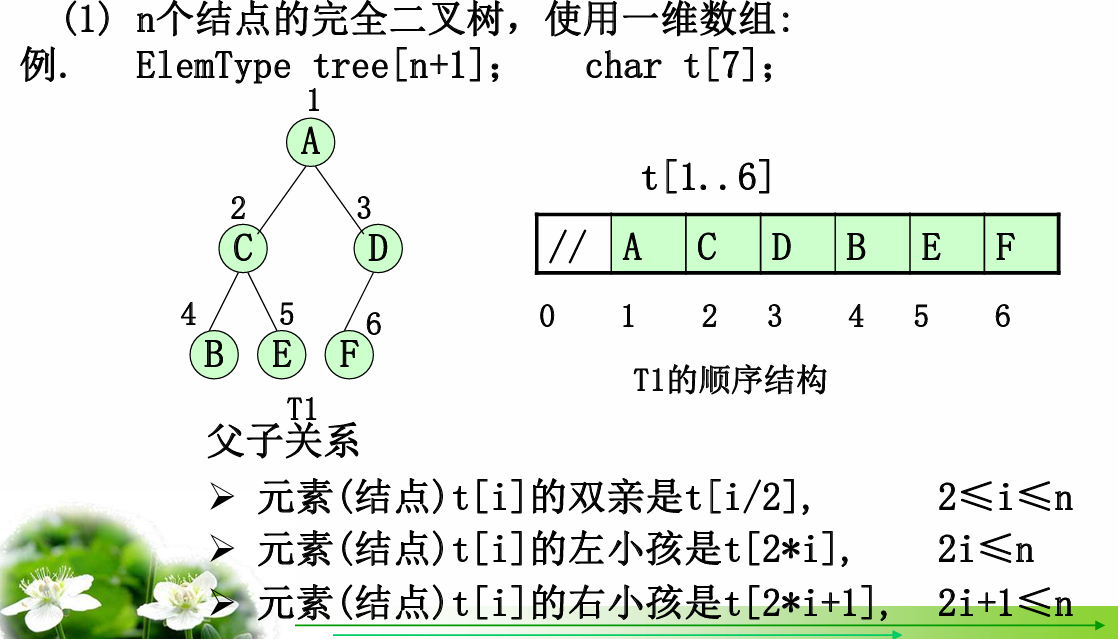 (1) n个结点的完全二叉树，使用一维数组:
例. ElemType tree[n+1]; char t[7];
1
A
2 3
C D
4 5 6
B E F
T1
t[1..6]
// A C D B E F
0 1 2 3 4 5 6
T1的顺序结构
父子关系
➢ 元素(结点)t[i]的双亲是t[i/2], 2≤i≤n
➢ 元素(结点)t[i]的左小孩是t[2*i], 2i≤n
➢ 元素(结点)t[i]的右小孩是t[2*i+1], 2i+1≤n